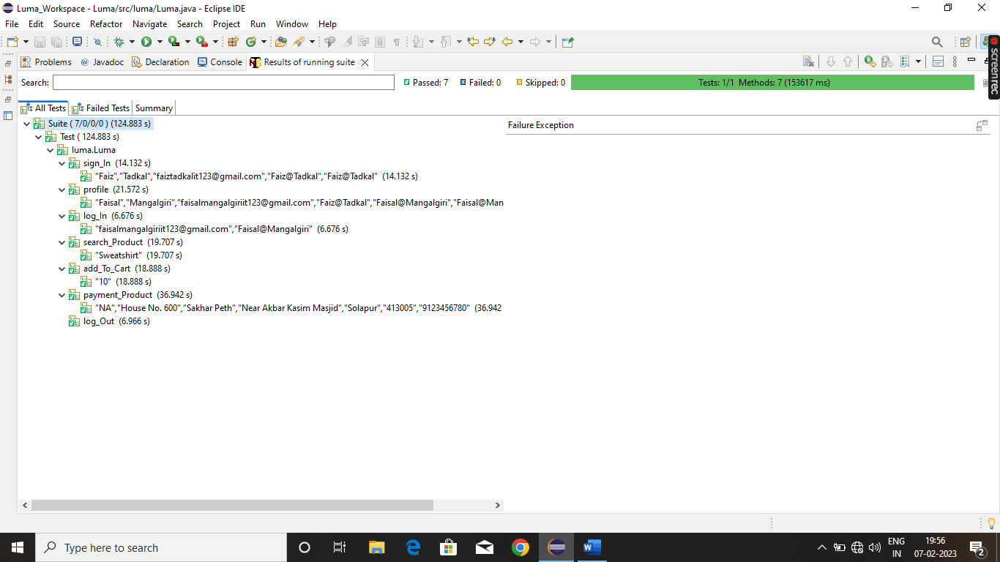 Luma_Workspace - Luma/src/luma/Luma.java - Eclipse IDE
File Edit Source Refactor Navigate Search Project Run Window Help
Problems @ Javadoc Declaration Console Results of running suite
Search: Passed: 7 Failed: 0 Skipped: 0 Tests: 1/1 Methods: 7 (153617 ms)
screenrec
All Tests Failed Tests Summary
Suite ( 7/0/0/0 ) (124.883 s)
Failure Exception
Test ( 124.883 s)
luma.Luma
sign_In (14.132 s)
"Faiz","Tadkal","faiztadkalit123@gmail.com","Faiz@Tadkal","Faiz@Tadkal" (14.132 s)
profile (21.572 s)
"Faisal","Mangalgiri","faisalmangalgiriit123@gmail.com","Faiz@Tadkal","Faisal@Mangalgiri","Faisal@Man
log_In (6.676 s)
"faisalmangalgiriit123@gmail.com","Faisal@Mangalgiri" (6.676 s)
search_Product (19.707 s)
"Sweatshirt" (19.707 s)
add_To_Cart (18.888 s)
"10" (18.888 s)
payment_Product (36.942 s)
"NA","House No. 600","Sakhar Peth","Near Akbar Kasim Masjid","Solapur","413005","9123456780" (36.942
log_Out (6.966 s)
Type here to search
ENG
IN
19:56
07-02-2023
2